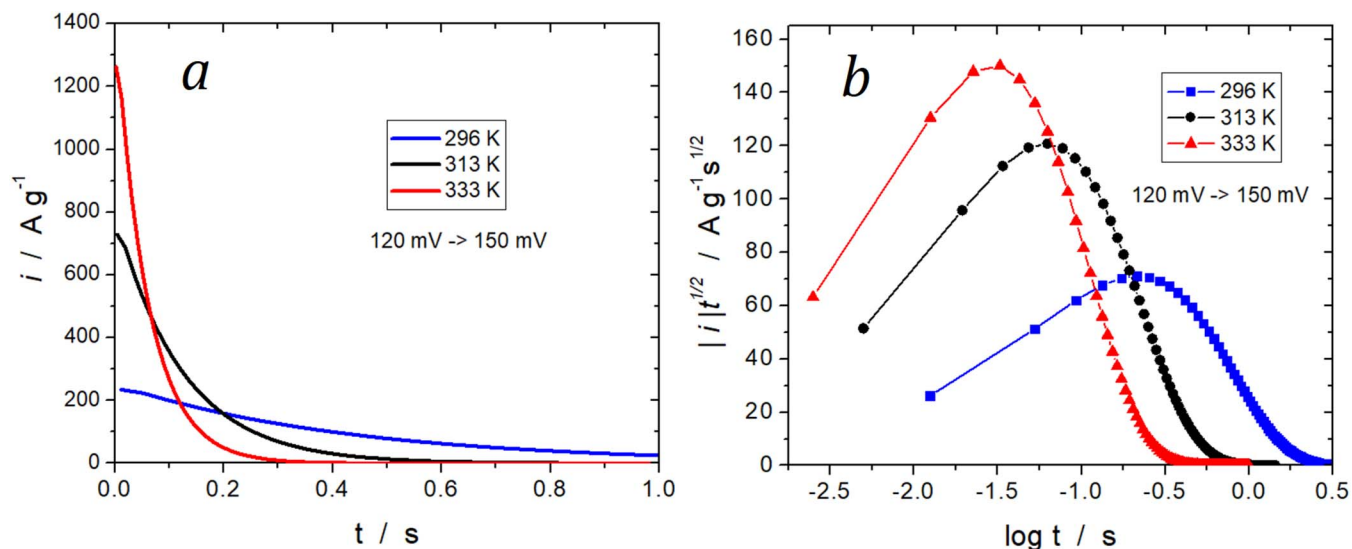 a
1400
1200
1000
800
600
400
200
0
i / A g⁻¹
296 K
313 K
333 K
120 mV -> 150 mV
0.0 0.2 0.4 0.6 0.8 1.0
t / s
b
160
140
120
100
80
60
40
20
0
| i |t^{1/2} / A g⁻¹s^{1/2}
296 K
313 K
333 K
120 mV -> 150 mV
-2.5 -2.0 -1.5 -1.0 -0.5 0.0 0.5
log t / s